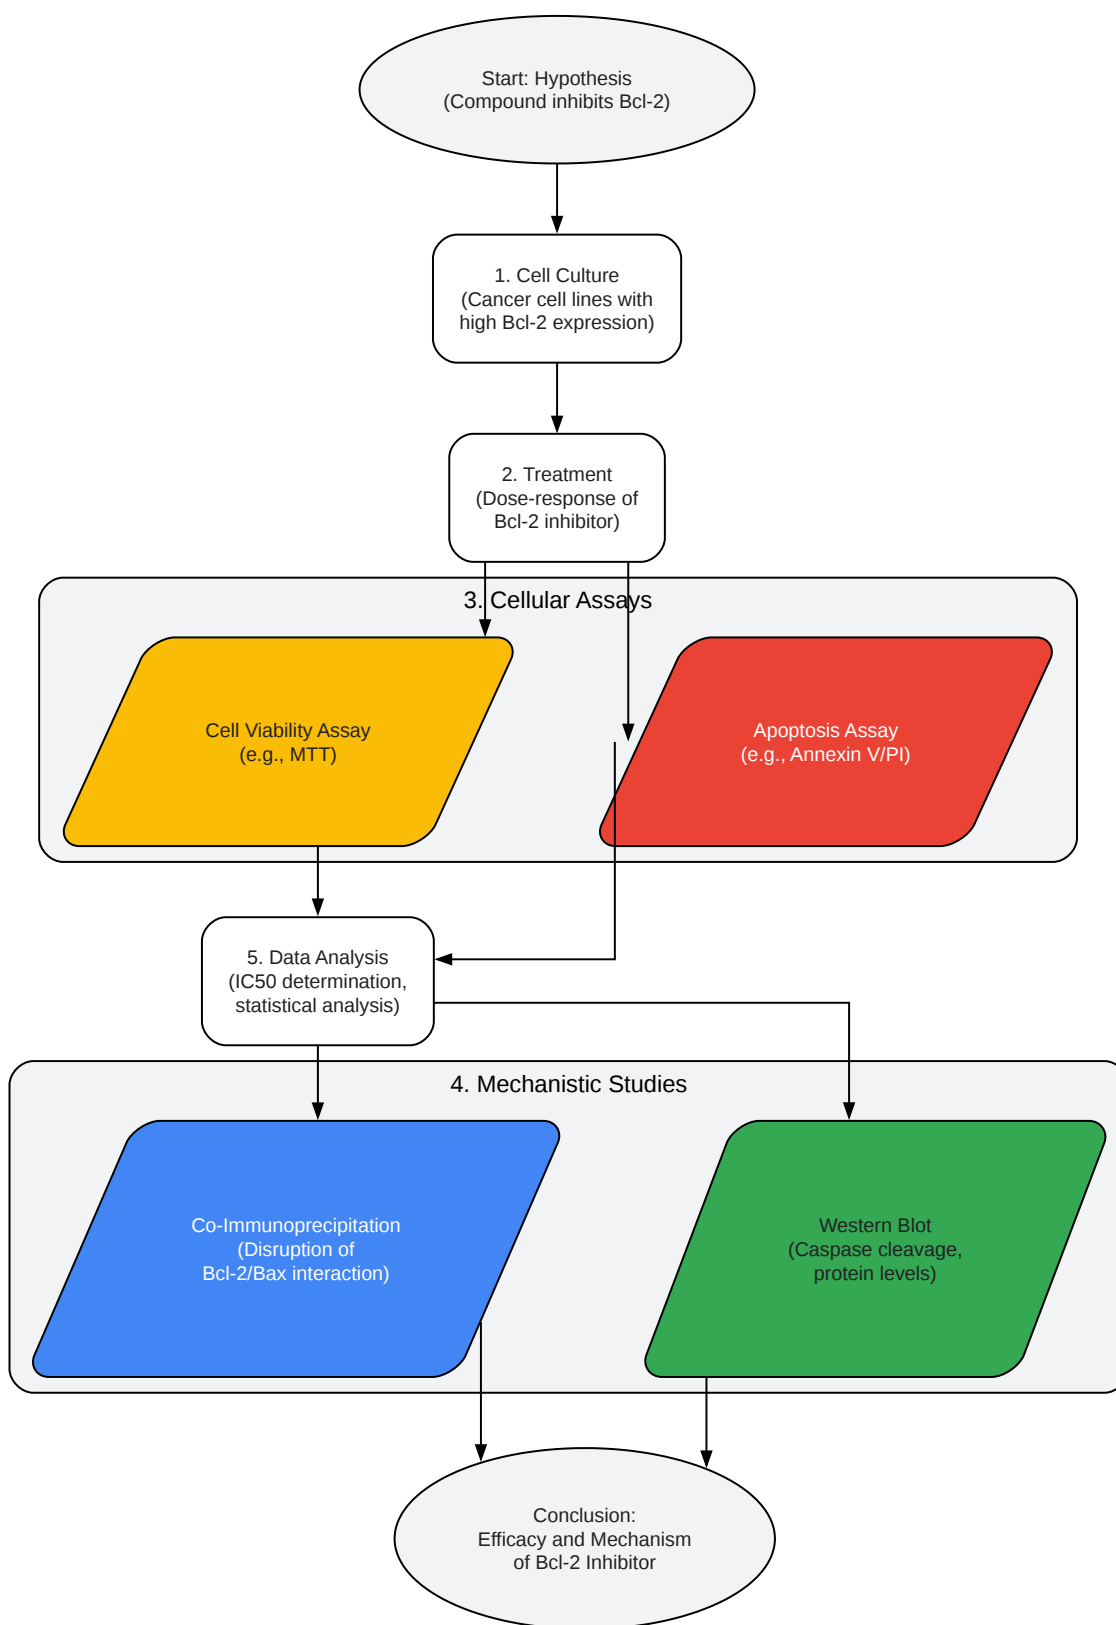 Start: Hypothesis
(Compound inhibits Bcl-2)
1. Cell Culture
(Cancer cell lines with
high Bcl-2 expression)
2. Treatment
(Dose-response of
Bcl-2 inhibitor)
3. Cellular Assays
Cell Viability Assay
(e.g., MTT)
Apoptosis Assay
(e.g., Annexin V/PI)
5. Data Analysis
(IC50 determination,
statistical analysis)
4. Mechanistic Studies
Co-Immunoprecipitation
(Disruption of
Bcl-2/Bax interaction)
Western Blot
(Caspase cleavage,
protein levels)
Conclusion:
Efficacy and Mechanism
of Bcl-2 Inhibitor